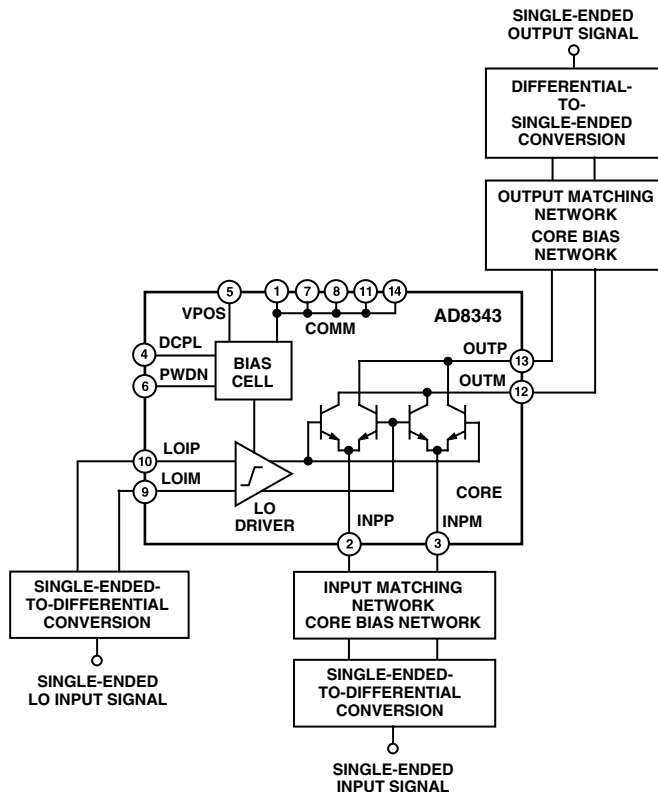 SINGLE-ENDED
OUTPUT SIGNAL
DIFFERENTIAL-
TO-
SINGLE-ENDED
CONVERSION
OUTPUT MATCHING
NETWORK
CORE BIAS
NETWORK
5
1
7
8
11
14
VPOS
COMM
AD8343
4
DCPL
6
PWDN
BIAS
CELL
OUTP
13
OUTM
12
10
LOIP
9
LOIM
LO
DRIVER
CORE
INPP
INPM
2
3
SINGLE-ENDED-
TO-DIFFERENTIAL
CONVERSION
SINGLE-ENDED
LO INPUT SIGNAL
INPUT MATCHING
NETWORK
CORE BIAS NETWORK
SINGLE-ENDED-
TO-DIFFERENTIAL
CONVERSION
SINGLE-ENDED
INPUT SIGNAL